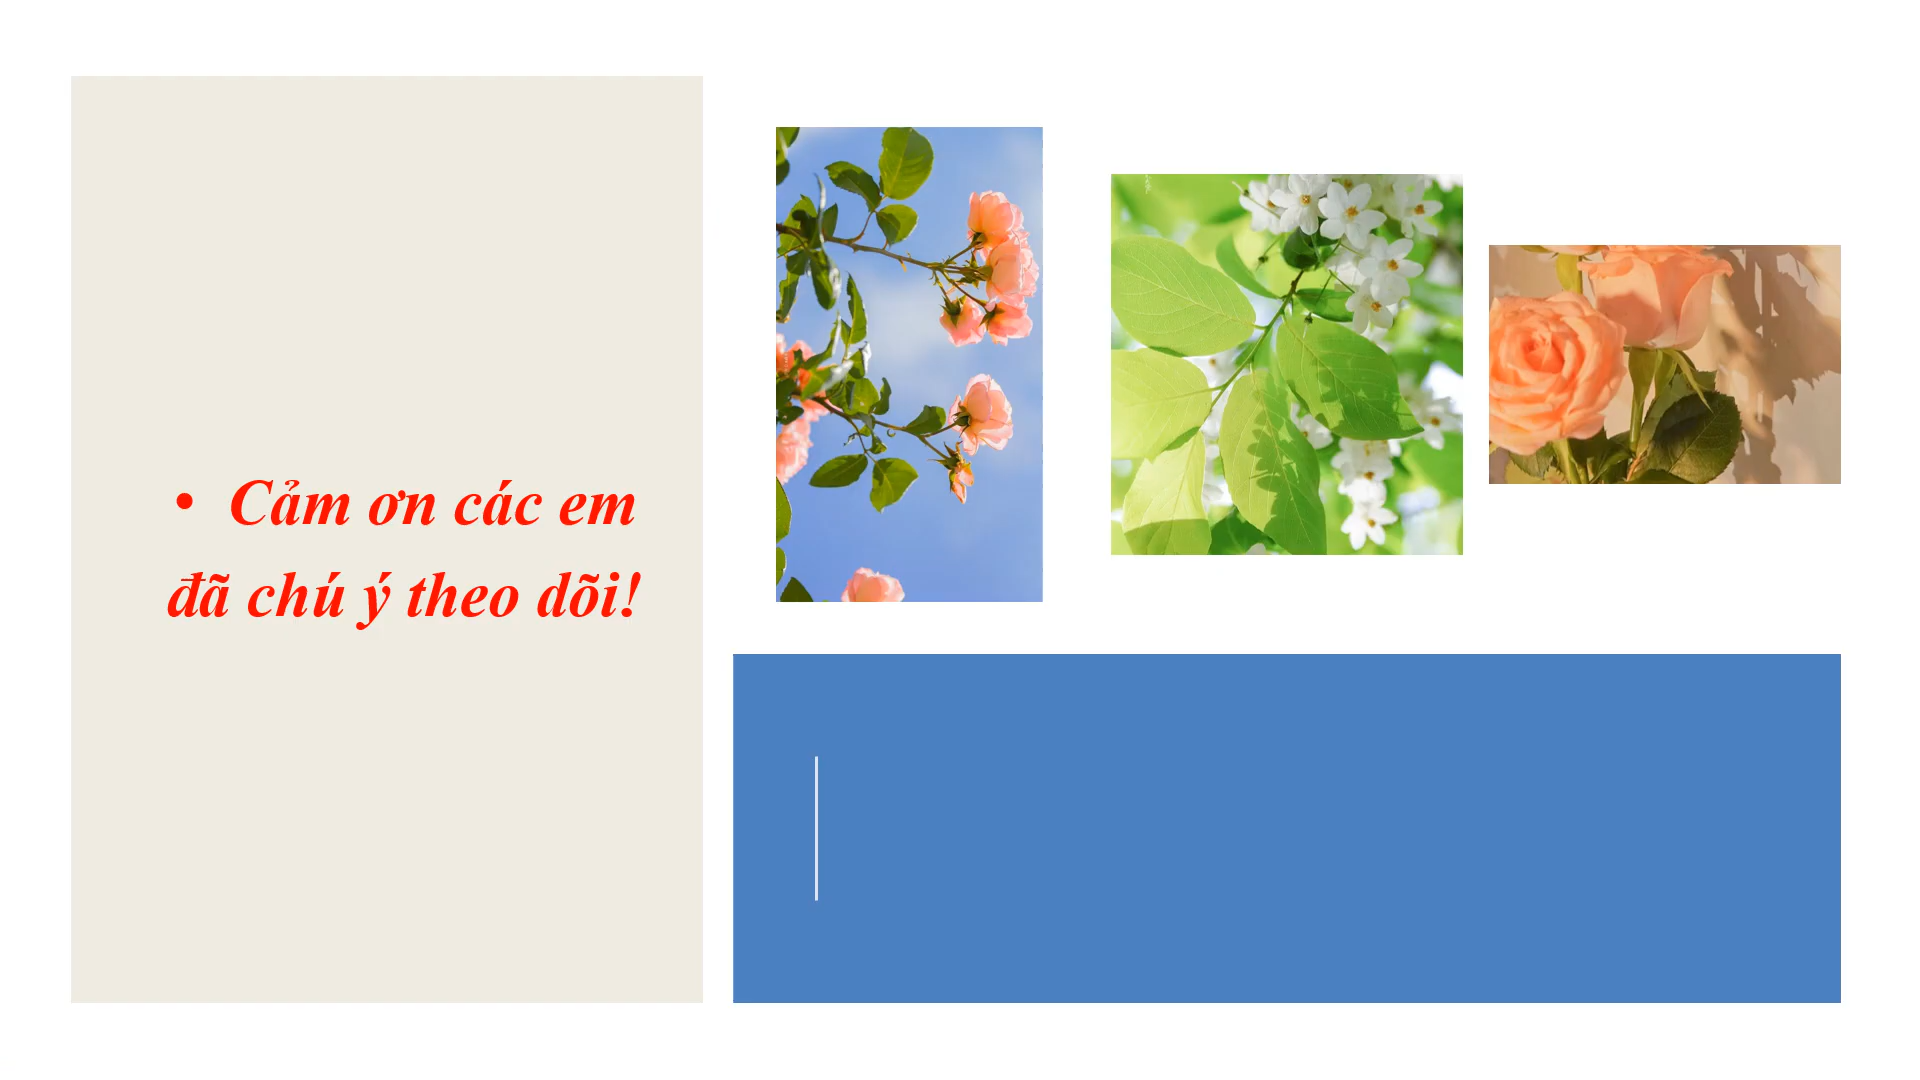 • Cảm ơn các em
đã chú ý theo dõi!